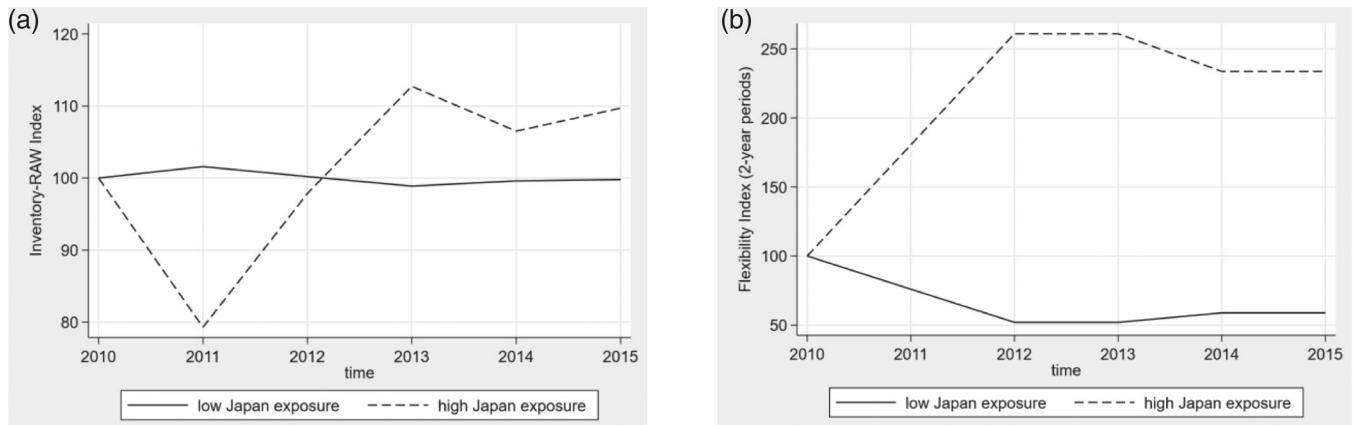 (a)
120
110
100
90
80
Inventory-RAW Index
2010 2011 2012 2013 2014 2015
time
low Japan exposure high Japan exposure
(b)
250
200
150
100
50
Flexibility Index (2-year periods)
2010 2011 2012 2013 2014 2015
time
low Japan exposure high Japan exposure